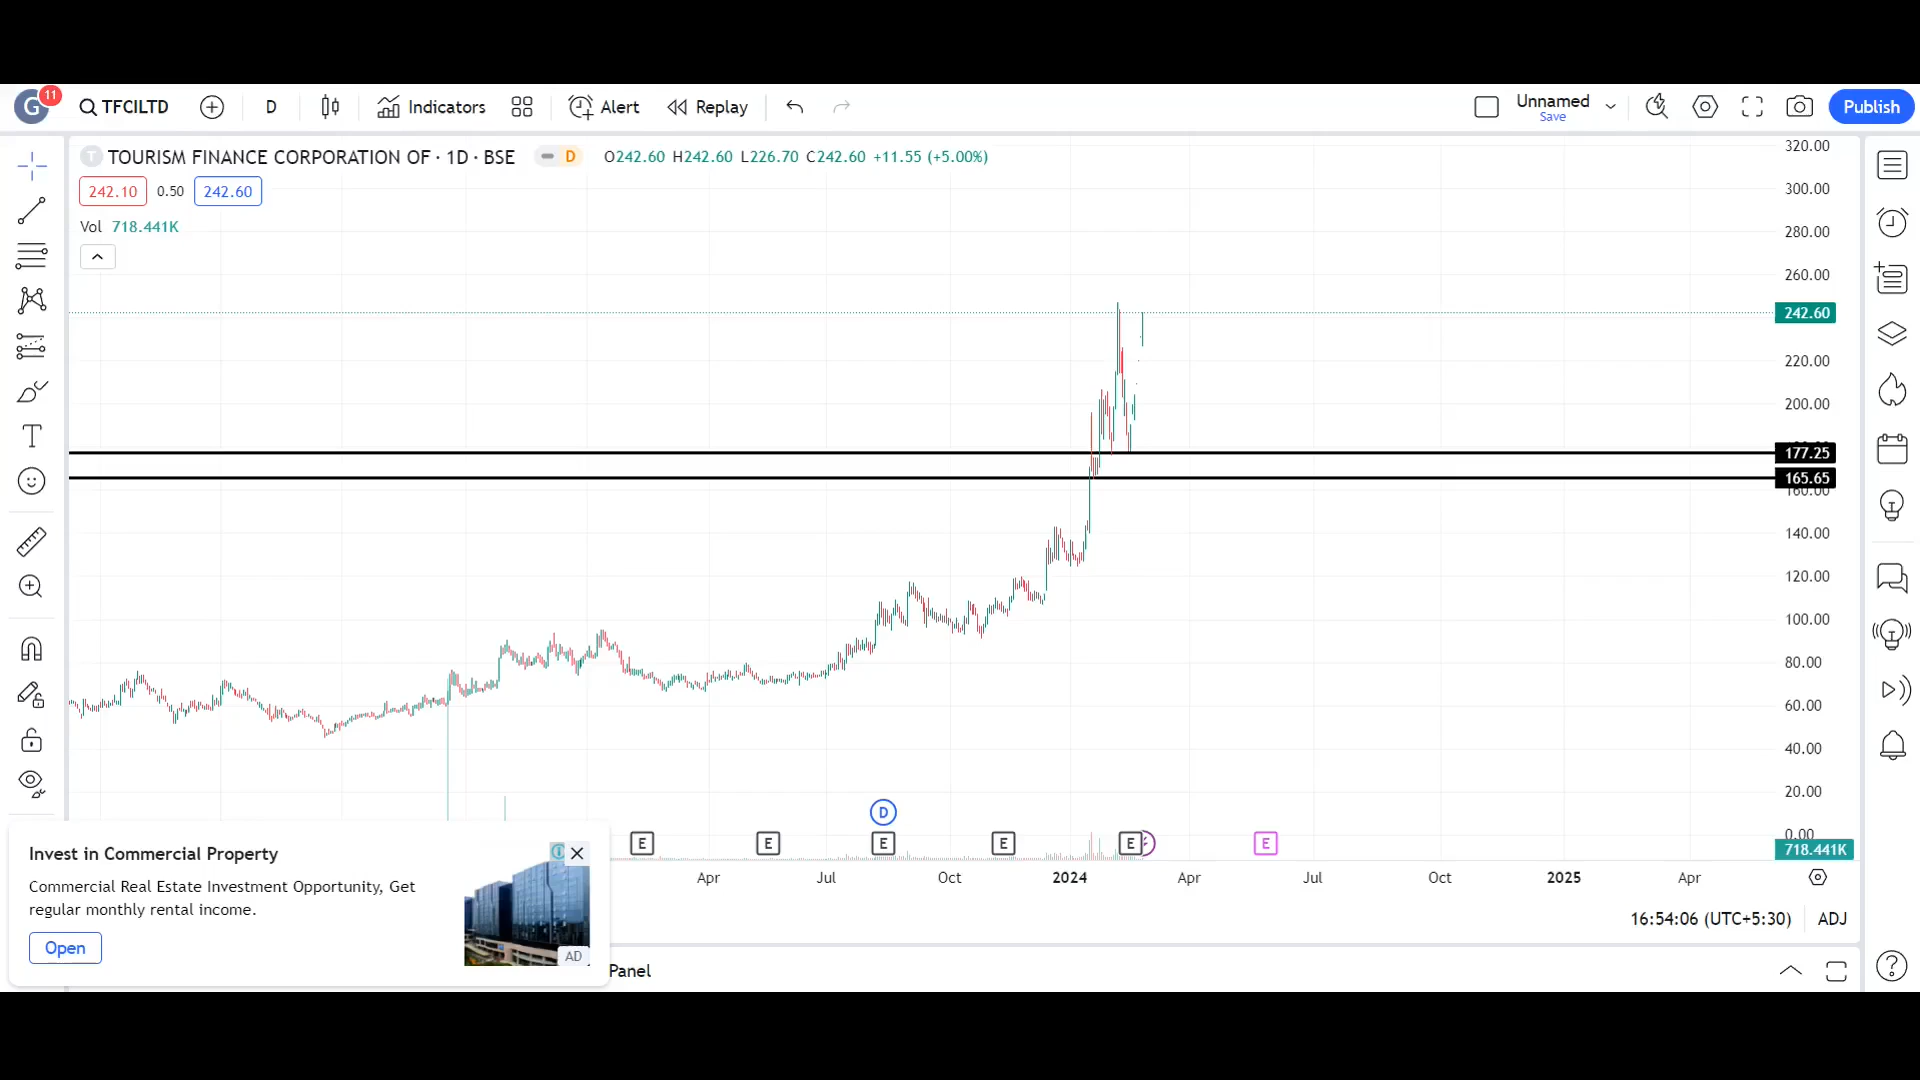 G 11 TFCILTD D Indicators Alert Replay Unnamed Save Publish
T TOURISM FINANCE CORPORATION OF · 1D · BSE D O242.60 H242.60 L226.70 C242.60 +11.55 (+5.00%)
242.10 0.50 242.60
Vol 718.441K
320.00
300.00
280.00
260.00
242.60
220.00
200.00
177.25
165.65
160.00
140.00
120.00
100.00
80.00
60.00
40.00
20.00
0.00
718.441K
D
E E E E E E
Apr Jul Oct 2024 Apr Jul Oct 2025 Apr
16:54:06 (UTC+5:30) ADJ
Invest in Commercial Property
Commercial Real Estate Investment Opportunity, Get
regular monthly rental income.
Open
AD
Panel